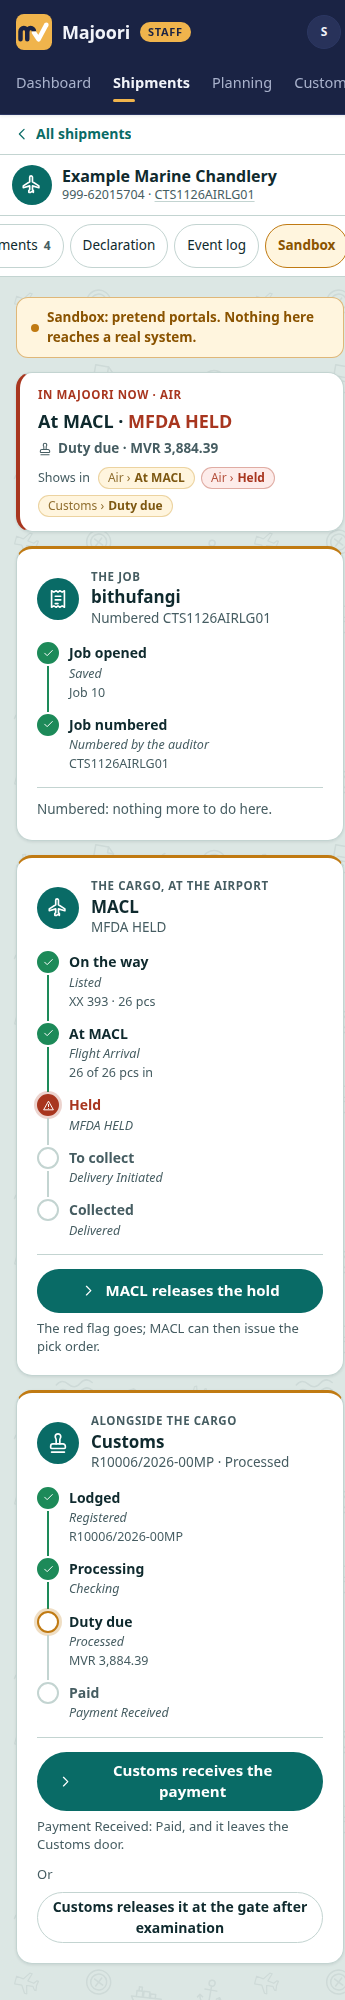 Majoori STAFF S
Dashboard Shipments Planning Custom
All shipments
Example Marine Chandlery
999-62015704 · CTS1126AIRLG01
ments 4 Declaration Event log Sandbox
Sandbox: pretend portals. Nothing here
reaches a real system.
IN MAJOORI NOW · AIR
At MACL · MFDA HELD
Duty due · MVR 3,884.39
Shows in Air › At MACL Air › Held
Customs › Duty due
THE JOB
bithufangi
Numbered CTS1126AIRLG01
Job opened
Saved
Job 10
Job numbered
Numbered by the auditor
CTS1126AIRLG01
Numbered: nothing more to do here.
THE CARGO, AT THE AIRPORT
MACL
MFDA HELD
On the way
Listed
XX 393 · 26 pcs
At MACL
Flight Arrival
26 of 26 pcs in
Held
MFDA HELD
To collect
Delivery Initiated
Collected
Delivered
MACL releases the hold
The red flag goes; MACL can then issue the
pick order.
ALONGSIDE THE CARGO
Customs
R10006/2026-00MP · Processed
Lodged
Registered
R10006/2026-00MP
Processing
Checking
Duty due
Processed
MVR 3,884.39
Paid
Payment Received
Customs receives the
payment
Payment Received: Paid, and it leaves the
Customs door.
Or
Customs releases it at the gate after
examination